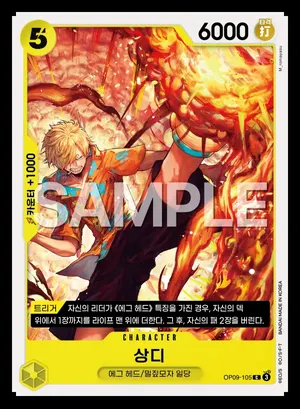 5
6000
타격
打
카운터 +1000
SAMPLE
트리거 자신의 리더가 《에그 헤드》 특징을 가진 경우, 자신의 덱
위에서 1장까지를 라이프 맨 위에 더한다. 그 후, 자신의 패 2장을 버린다.
CHARACTER
상디
에그 헤드/밀짚모자 일당
OP09-105 C 3